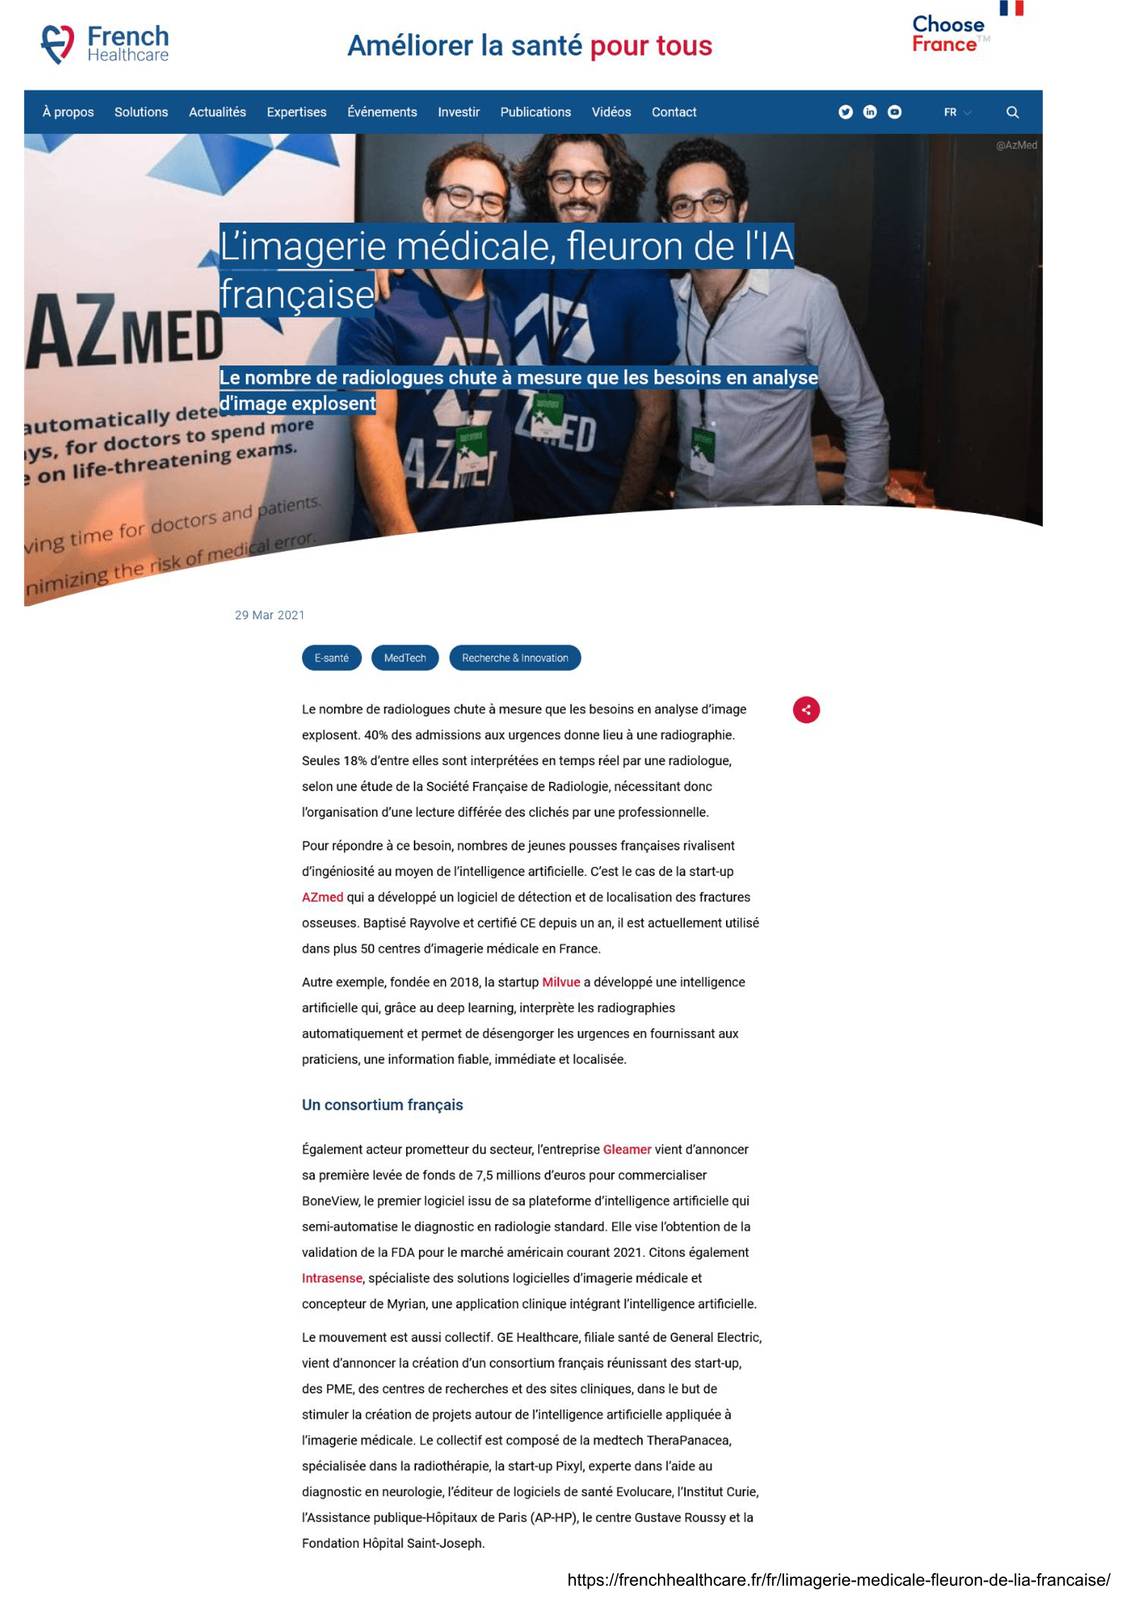 French
Healthcare
Améliorer la santé pour tous
Choose
France™
À propos Solutions Actualités Expertises Événements Investir Publications Vidéos Contact FR
@AzMed
L’imagerie médicale, fleuron de l'IA
française
AZMED
Le nombre de radiologues chute à mesure que les besoins en analyse
d'image explosent
automatically
ys, for doctors to spend more
on life-threatening exams.
ving time for doctors and patients.
nimizing the risk of medical error.
AZMED
29 Mar 2021
E-santé MedTech Recherche & Innovation
Le nombre de radiologues chute à mesure que les besoins en analyse d’image
explosent. 40% des admissions aux urgences donne lieu à une radiographie.
Seules 18% d’entre elles sont interprétées en temps réel par une radiologue,
selon une étude de la Société Française de Radiologie, nécessitant donc
l’organisation d’une lecture différée des clichés par une professionnelle.
Pour répondre à ce besoin, nombres de jeunes pousses françaises rivalisent
d’ingéniosité au moyen de l’intelligence artificielle. C’est le cas de la start-up
AZmed qui a développé un logiciel de détection et de localisation des fractures
osseuses. Baptisé Rayvolve et certifié CE depuis un an, il est actuellement utilisé
dans plus 50 centres d’imagerie médicale en France.
Autre exemple, fondée en 2018, la startup Milvue a développé une intelligence
artificielle qui, grâce au deep learning, interprète les radiographies
automatiquement et permet de désengorger les urgences en fournissant aux
praticiens, une information fiable, immédiate et localisée.
Un consortium français
Également acteur prometteur du secteur, l’entreprise Gleamer vient d’annoncer
sa première levée de fonds de 7,5 millions d’euros pour commercialiser
BoneView, le premier logiciel issu de sa plateforme d’intelligence artificielle qui
semi-automatise le diagnostic en radiologie standard. Elle vise l’obtention de la
validation de la FDA pour le marché américain courant 2021. Citons également
Intrasense, spécialiste des solutions logicielles d’imagerie médicale et
concepteur de Myrian, une application clinique intégrant l’intelligence artificielle.
Le mouvement est aussi collectif. GE Healthcare, filiale santé de General Electric,
vient d’annoncer la création d’un consortium français réunissant des start-up,
des PME, des centres de recherches et des sites cliniques, dans le but de
stimuler la création de projets autour de l’intelligence artificielle appliquée à
l’imagerie médicale. Le collectif est composé de la medtech TheraPanacea,
spécialisée dans la radiothérapie, la start-up Pixyl, experte dans l’aide au
diagnostic en neurologie, l’éditeur de logiciels de santé Evolucare, l’Institut Curie,
l’Assistance publique-Hôpitaux de Paris (AP-HP), le centre Gustave Roussy et la
Fondation Hôpital Saint-Joseph.
https://frenchhealthcare.fr/fr/limagerie-medicale-fleuron-de-lia-francaise/